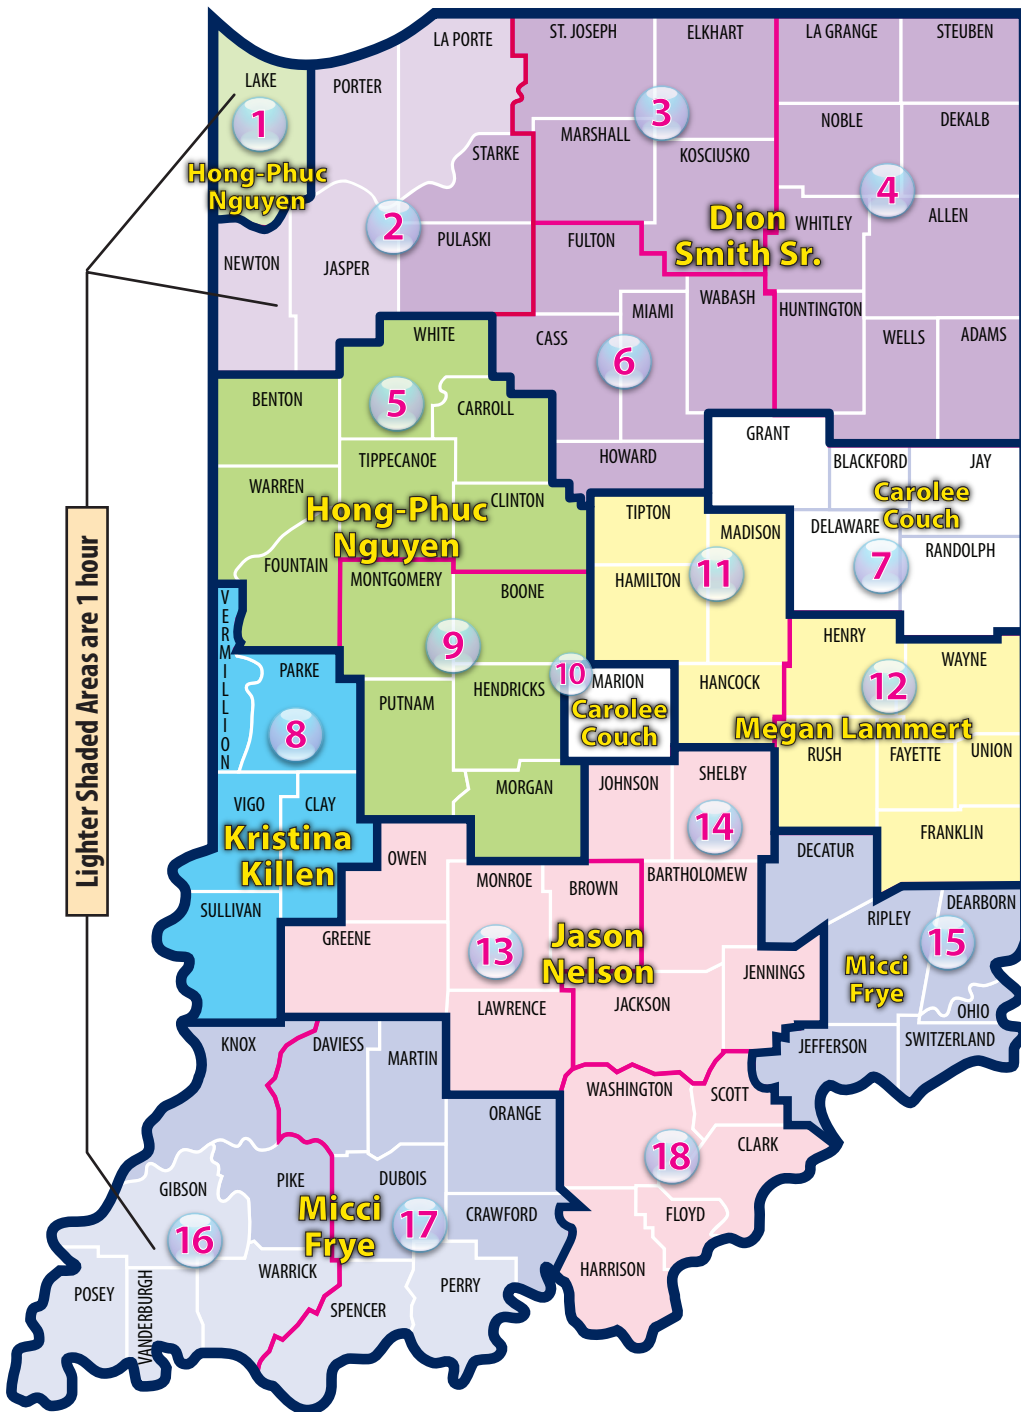 LA PORTE
ST. JOSEPH
ELKHART
LA GRANGE
STEUBEN
LAKE
PORTER
1
3
NOBLE
DEKALB
MARSHALL
STARKE
KOSCIUSKO
Hong-Phuc
Nguyen
4
2
Dion
Smith Sr.
WHITLEY
ALLEN
PULASKI
FULTON
NEWTON
JASPER
WABASH
MIAMI
HUNTINGTON
WHITE
CASS
WELLS
ADAMS
6
BENTON
5
CARROLL
GRANT
HOWARD
TIPPECANOE
BLACKFORD
JAY
WARREN
CLINTON
Carolee
Couch
Hong-Phuc
Nguyen
TIPTON
MADISON
DELAWARE
RANDOLPH
FOUNTAIN
MONTGOMERY
BOONE
HAMILTON
11
7
VERMILLION
HENRY
9
WAYNE
PARKE
10
MARION
HANCOCK
12
HENDRICKS
PUTNAM
Carolee
Couch
Megan Lammert
8
RUSH
FAYETTE
UNION
Lighter Shaded Areas are 1 hour
MORGAN
JOHNSON
SHELBY
VIGO
CLAY
14
FRANKLIN
Kristina
Killen
OWEN
DECATUR
MONROE
BROWN
BARTHOLOMEW
SULLIVAN
RIPLEY
DEARBORN
GREENE
13
Jason
Nelson
15
JENNINGS
Micci
Frye
LAWRENCE
JACKSON
OHIO
KNOX
DAVIESS
MARTIN
JEFFERSON
SWITZERLAND
WASHINGTON
SCOTT
ORANGE
CLARK
18
GIBSON
PIKE
DUBOIS
Micci
Frye
CRAWFORD
FLOYD
16
17
WARRICK
HARRISON
POSEY
VANDERBURGH
SPENCER
PERRY